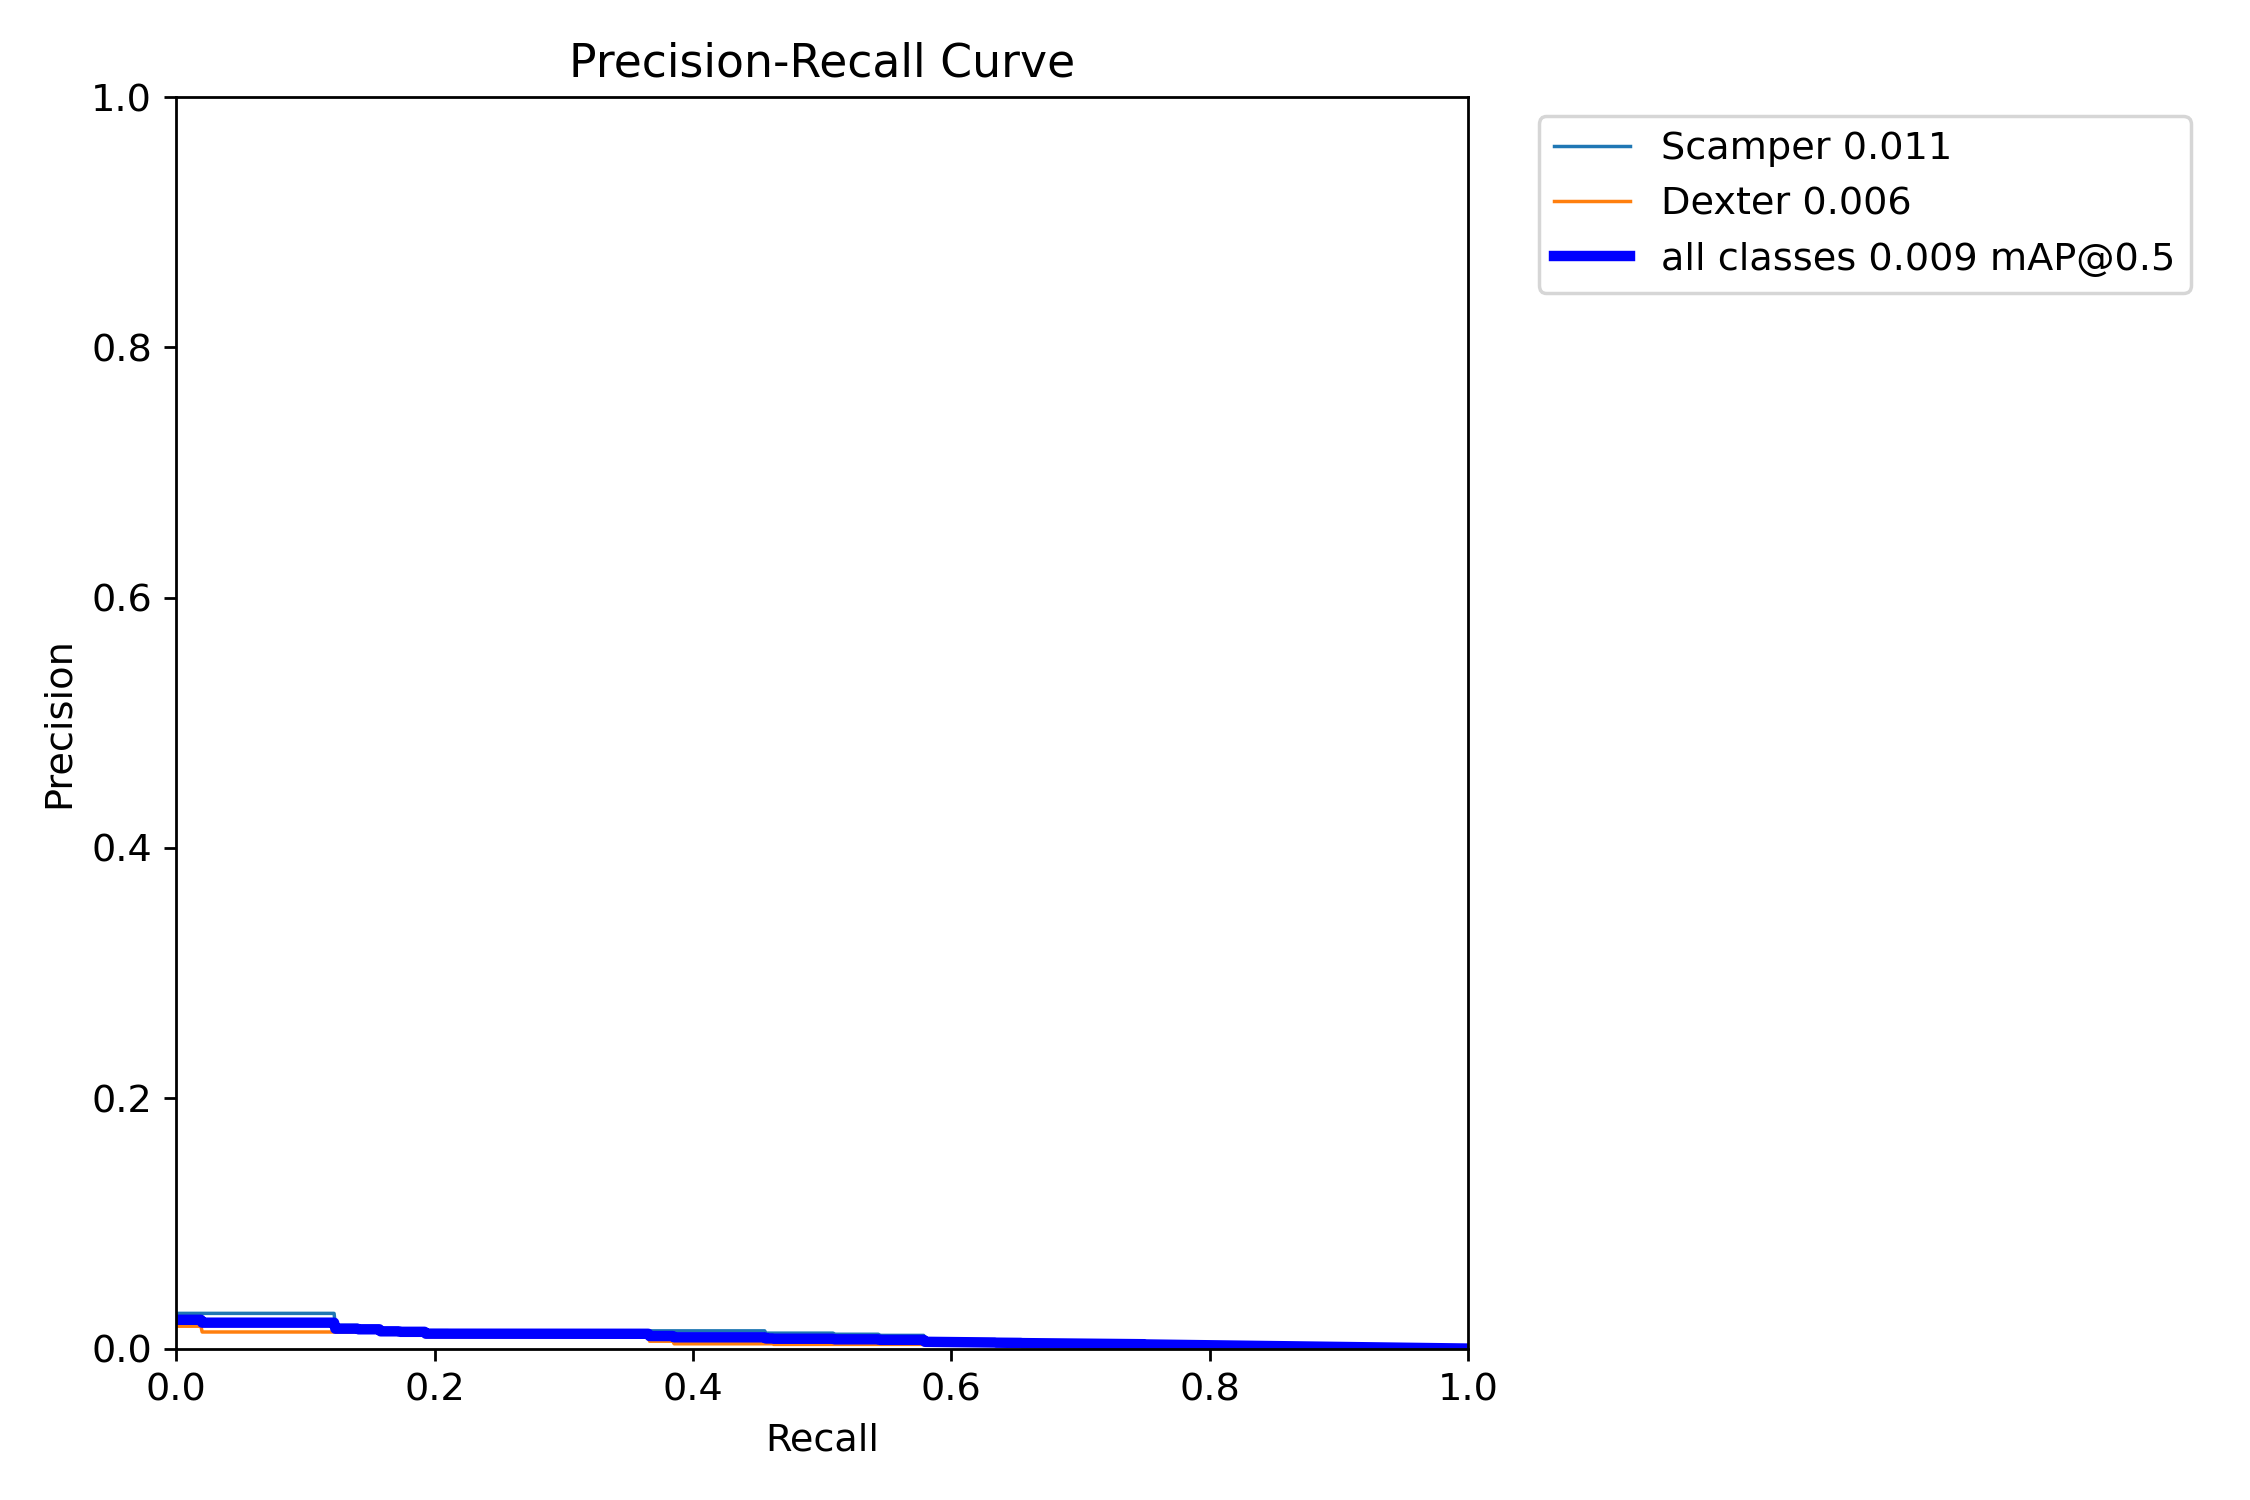 Precision-Recall Curve
1.0
0.8
0.6
0.4
0.2
0.0
Precision
0.0 0.2 0.4 0.6 0.8 1.0
Recall
Scamper 0.011
Dexter 0.006
all classes 0.009 mAP@0.5